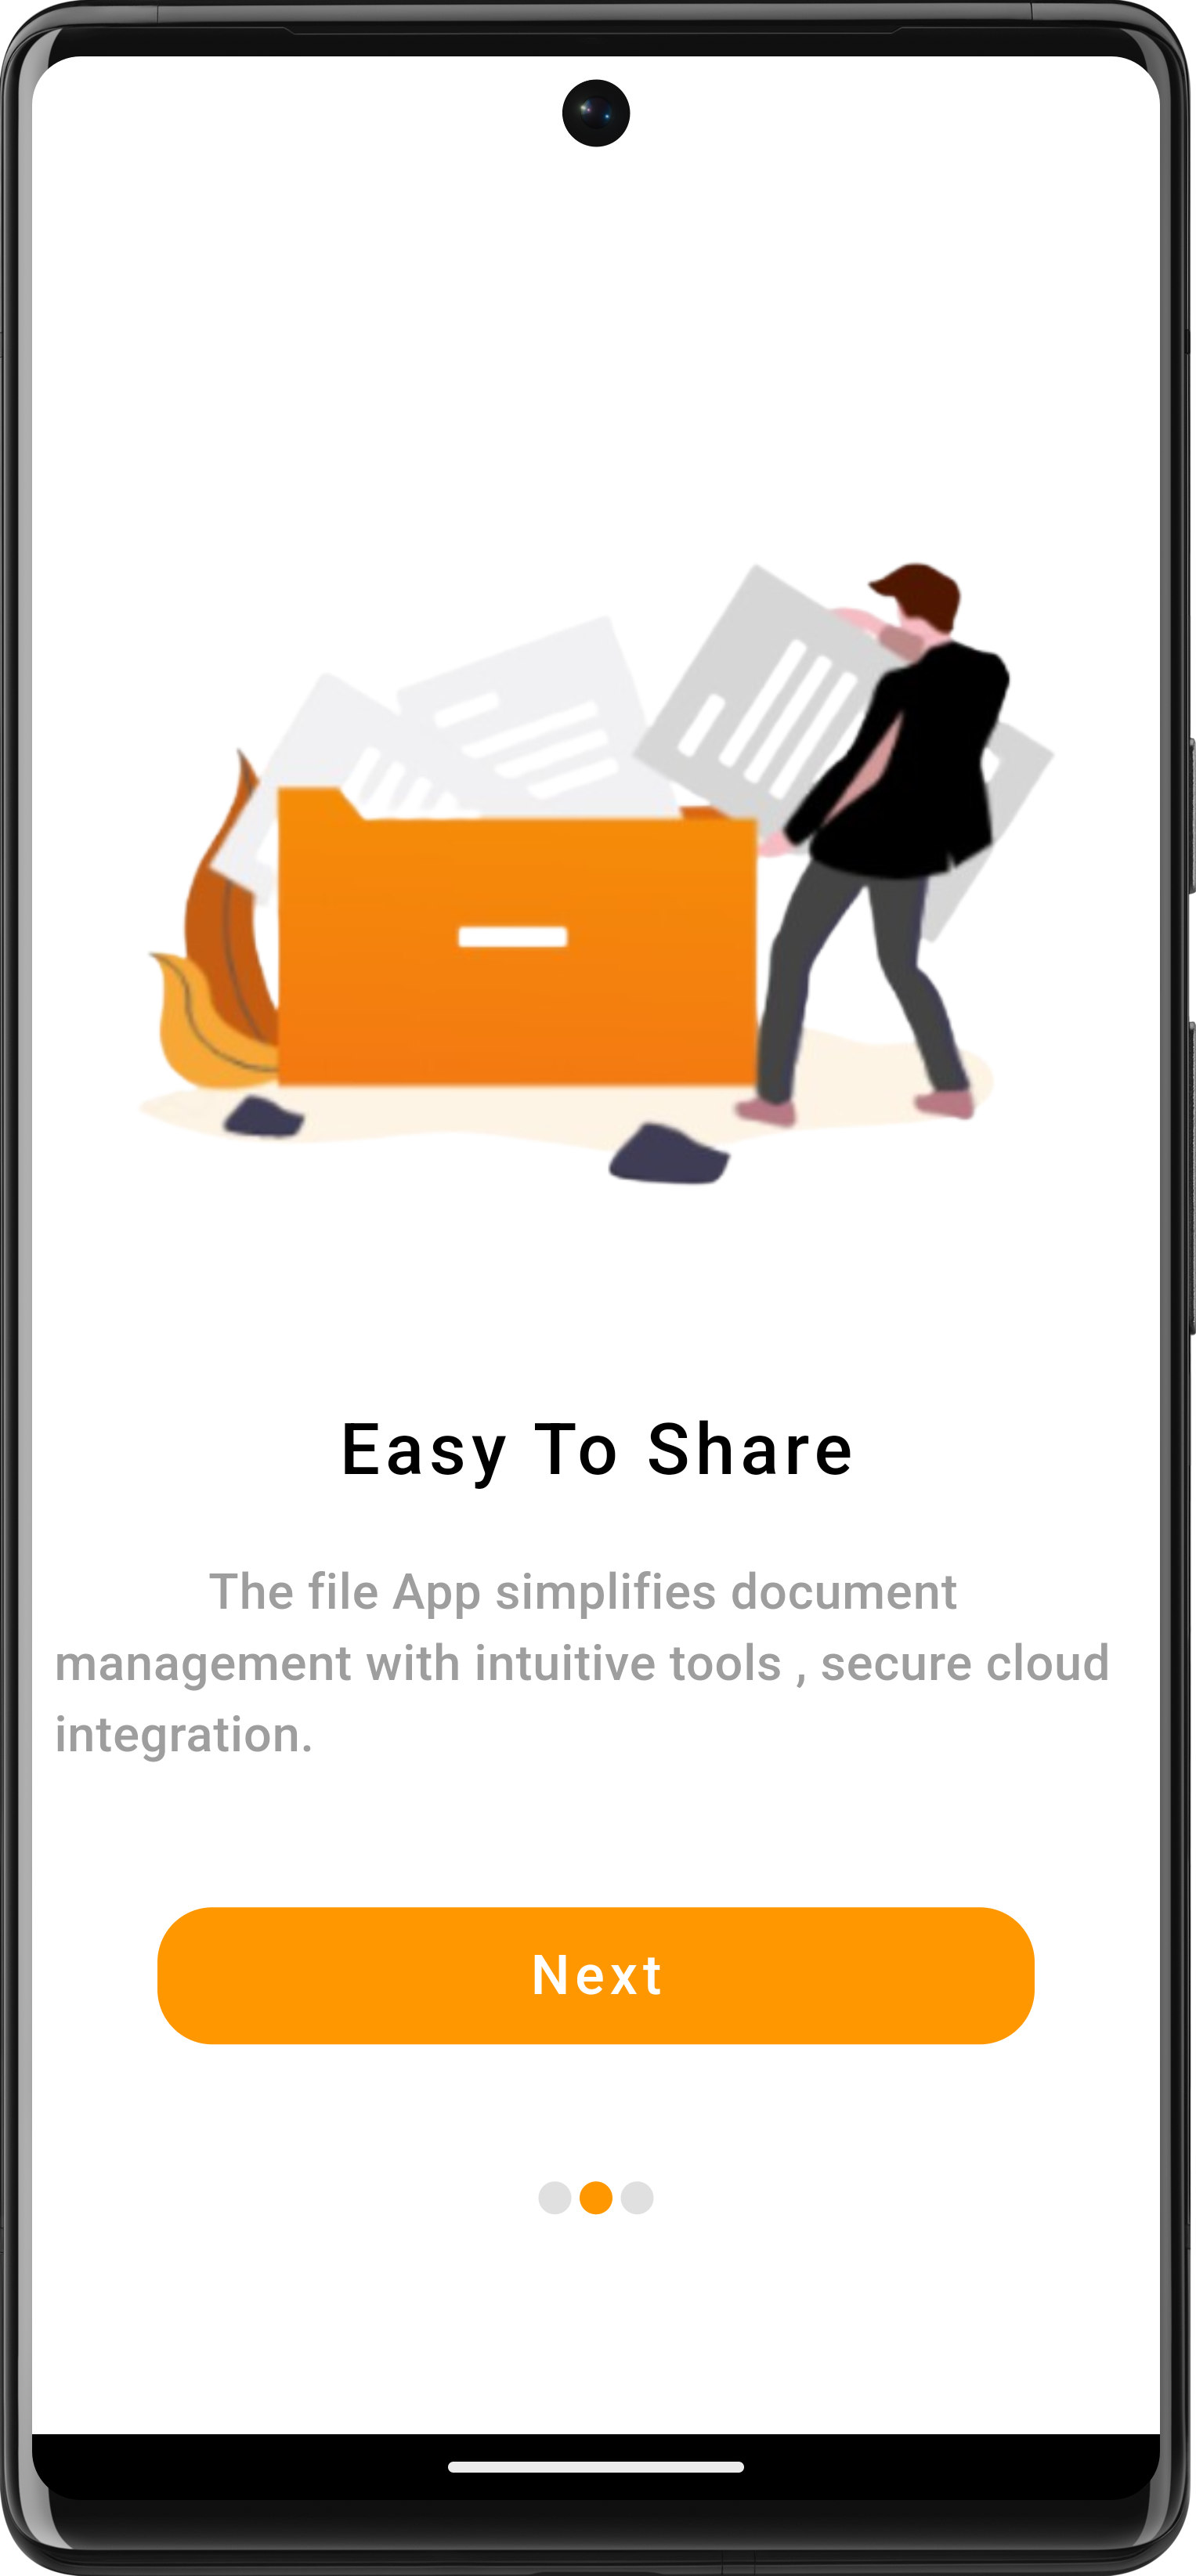 Easy To Share
The file App simplifies document
management with intuitive tools , secure cloud
integration.
Next